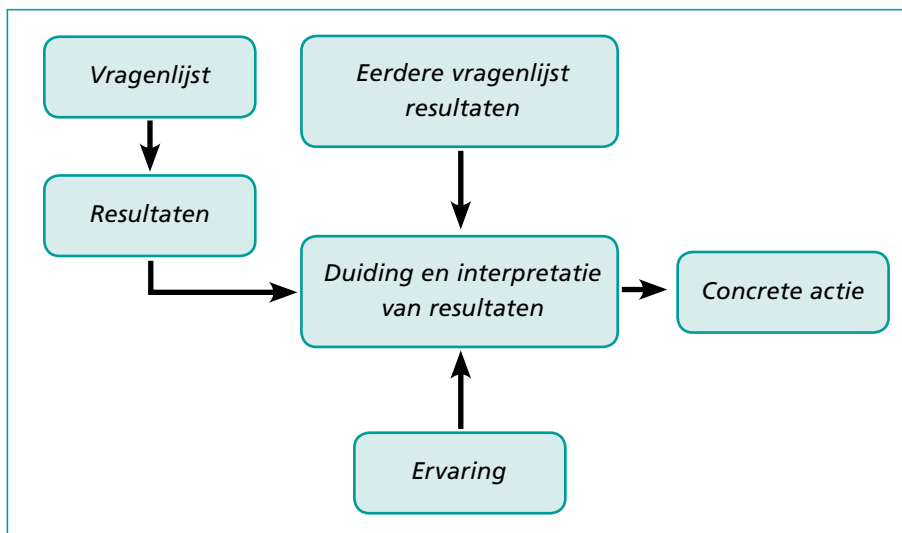 Vragenlijst
Eerdere vragenlijst
resultaten
Resultaten
Duiding en interpretatie
van resultaten
Concrete actie
Ervaring